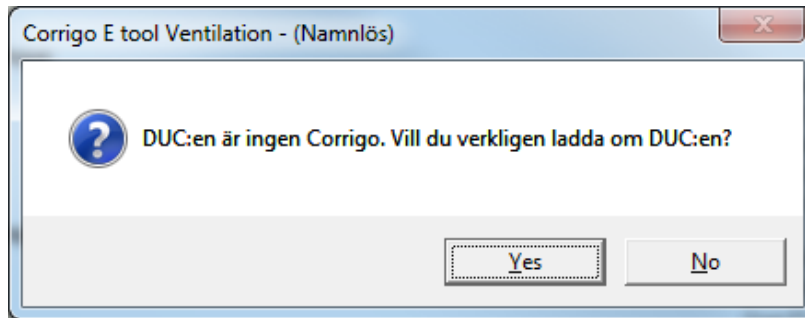 Corrigo E tool Ventilation - (Namnlös)
DUC:en är ingen Corrigo. Vill du verkligen ladda om DUC:en?
Yes
No